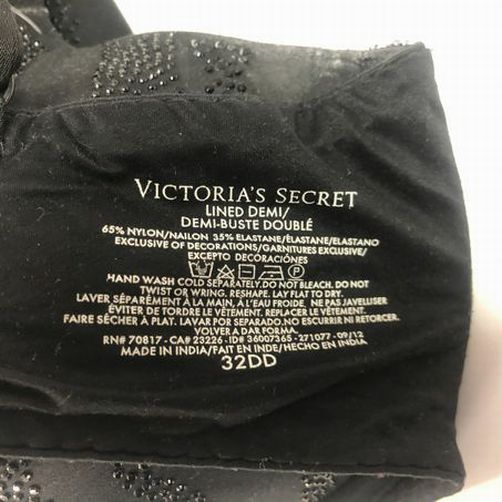 VICTORIA'S SECRET
LINED DEMI/
DEMI-BUSTE DOUBLÉ
65% NYLON/NAILON 35% ELASTANE/ÉLASTANE/ELASTANO
EXCLUSIVE OF DECORATIONS/GARNITURES EXCLUSIVE/
EXCEPTO DECORACIÓNES
HAND WASH COLD SEPARATELY. DO NOT BLEACH. DO NOT
TWIST OR WRING. RESHAPE. LAY FLAT TO DRY.
LAVER SÉPARÉMENT À LA MAIN, A L'EAU FROIDE. NE PAS JAVELLISER
ÉVITER DE TORDRE LE VÊTEMENT. REPLACER LE VÊTEMENT.
FAIRE SÉCHER À PLAT. LAVAR POR SEPARADO. NO ESCURRIR NI RETORCER.
VOLVER A DAR FORMA.
RN# 70817 - CA# 23226 - ID# 36007365 - 271077 - 09/12
MADE IN INDIA/FAIT EN INDE/HECHO EN INDIA
32DD